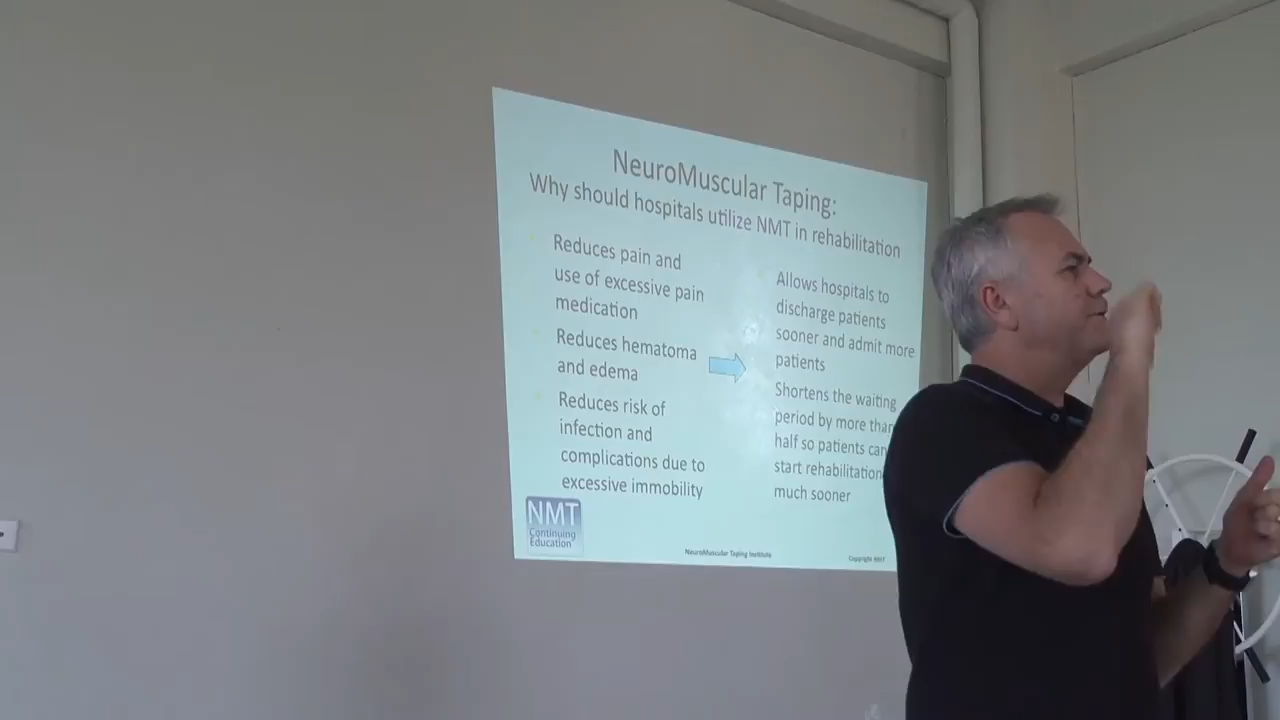 NeuroMuscular Taping:
Why should hospitals utilize NMT in rehabilitation
Reduces pain and
use of excessive pain
medication
Reduces hematoma
and edema
Reduces risk of
infection and
complications due to
excessive immobility
Allows hospitals to
discharge patients
sooner and admit more
patients
Shortens the waiting
period by more than
half so patients can
start rehabilitation
much sooner
NMT
Continuing
Education
NeuroMuscular Taping Institute
Copyright NMT